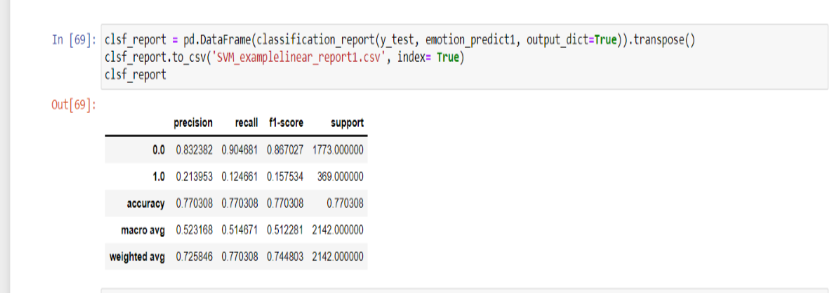 In [69]: clsf_report = pd.DataFrame(classification_report(y_test, emotion_predict1, output_dict=True)).transpose()
clsf_report.to_csv('SVM_examplelinear_report1.csv', index= True)
clsf_report
Out[69]:
precision recall f1-score support
0.0 0.832382 0.904681 0.867027 1773.000000
1.0 0.213953 0.124661 0.157534 369.000000
accuracy 0.770308 0.770308 0.770308 0.770308
macro avg 0.523168 0.514671 0.512281 2142.000000
weighted avg 0.725846 0.770308 0.744803 2142.000000